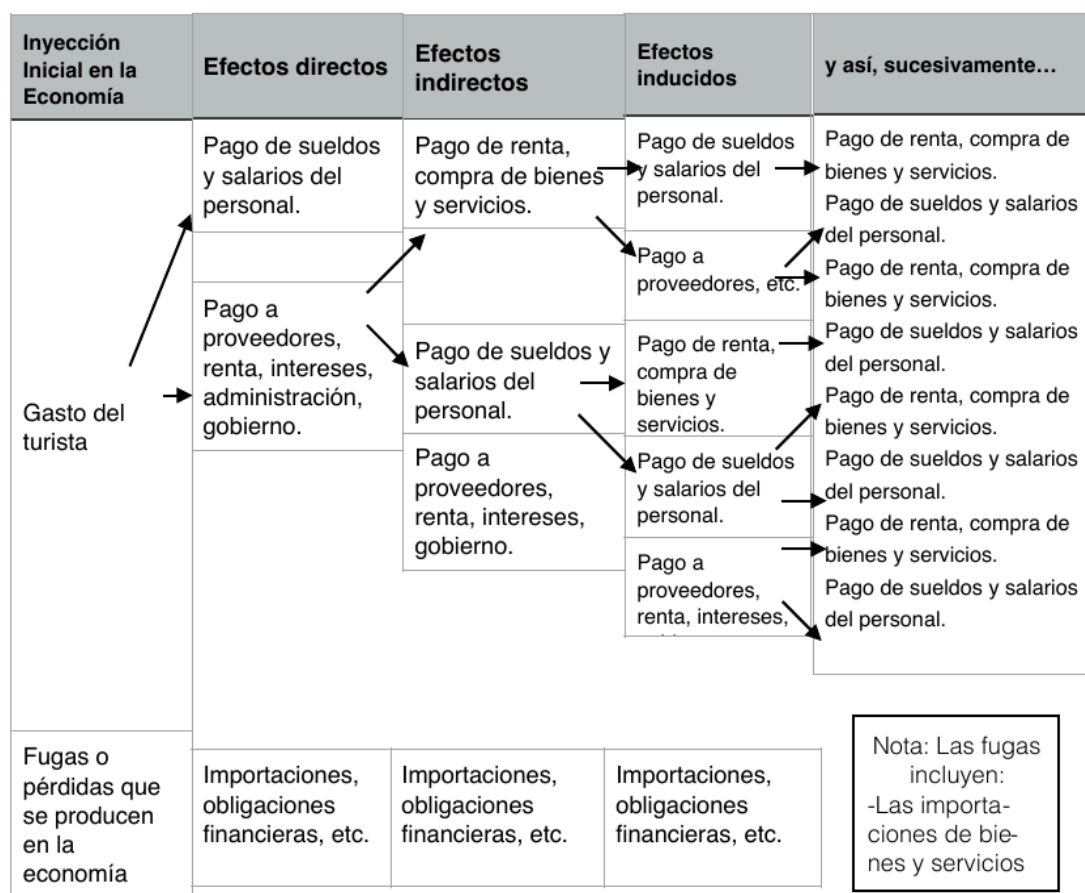 Inyección
Inicial en la
Economía
Efectos directos
Efectos
indirectos
Efectos
inducidos
y así, sucesivamente…
Gasto del
turista
Pago de sueldos
y salarios del
personal.
Pago a
proveedores,
renta, intereses,
administración,
gobierno.
Pago de renta,
compra de bienes
y servicios.
Pago de sueldos y
salarios del
personal.
Pago a
proveedores,
renta, intereses,
gobierno.
Pago de sueldos
y salarios del
personal.
Pago a
proveedores, etc.
Pago de renta,
compra de
bienes y
servicios.
Pago de sueldos
y salarios del
personal.
Pago a
proveedores,
renta, intereses,
Pago de renta, compra de
bienes y servicios.
Pago de sueldos y salarios
del personal.
Pago de renta, compra de
bienes y servicios.
Pago de sueldos y salarios
del personal.
Pago de renta, compra de
bienes y servicios.
Pago de sueldos y salarios
del personal.
Pago de renta, compra de
bienes y servicios.
Pago de sueldos y salarios
del personal.
Fugas o
pérdidas que
se producen
en la
economía
Importaciones,
obligaciones
financieras, etc.
Importaciones,
obligaciones
financieras, etc.
Importaciones,
obligaciones
financieras, etc.
Nota: Las fugas
incluyen:
-Las importa-
ciones de bie-
nes y servicios